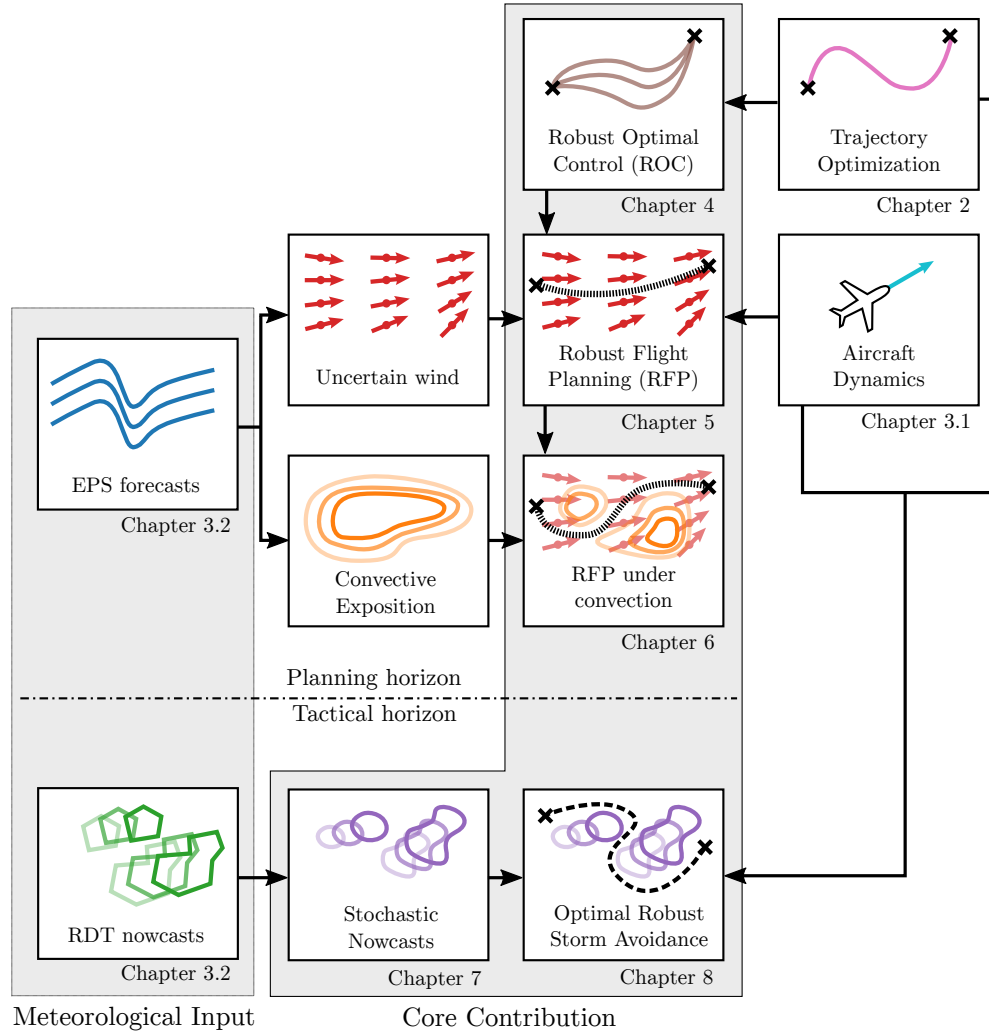 Robust Optimal
Control (ROC)
Chapter 4
Trajectory
Optimization
Chapter 2
Uncertain wind
Robust Flight
Planning (RFP)
Chapter 5
Aircraft
Dynamics
Chapter 3.1
EPS forecasts
Chapter 3.2
Convective
Exposition
RFP under
convection
Chapter 6
Planning horizon
Tactical horizon
RDT nowcasts
Chapter 3.2
Stochastic
Nowcasts
Chapter 7
Optimal Robust
Storm Avoidance
Chapter 8
Meteorological Input
Core Contribution